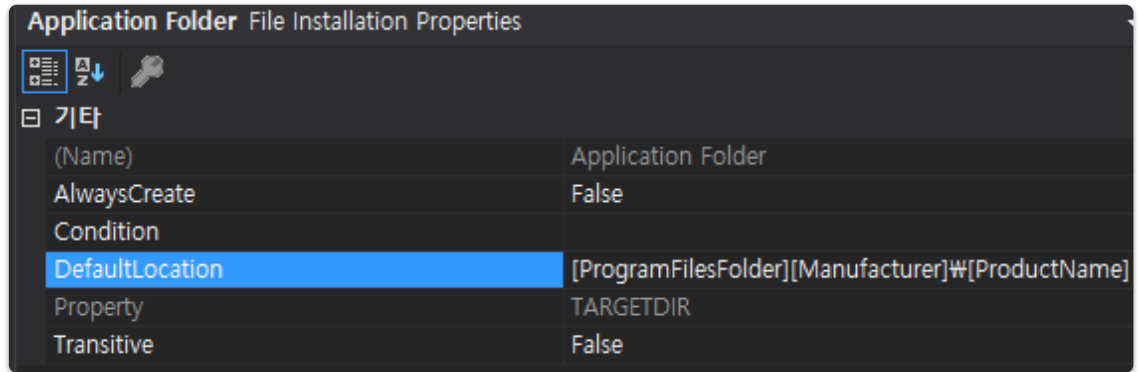 Application Folder File Installation Properties
기타
(Name) Application Folder
AlwaysCreate False
Condition
DefaultLocation [ProgramFilesFolder][Manufacturer]₩[ProductName]
Property TARGETDIR
Transitive False